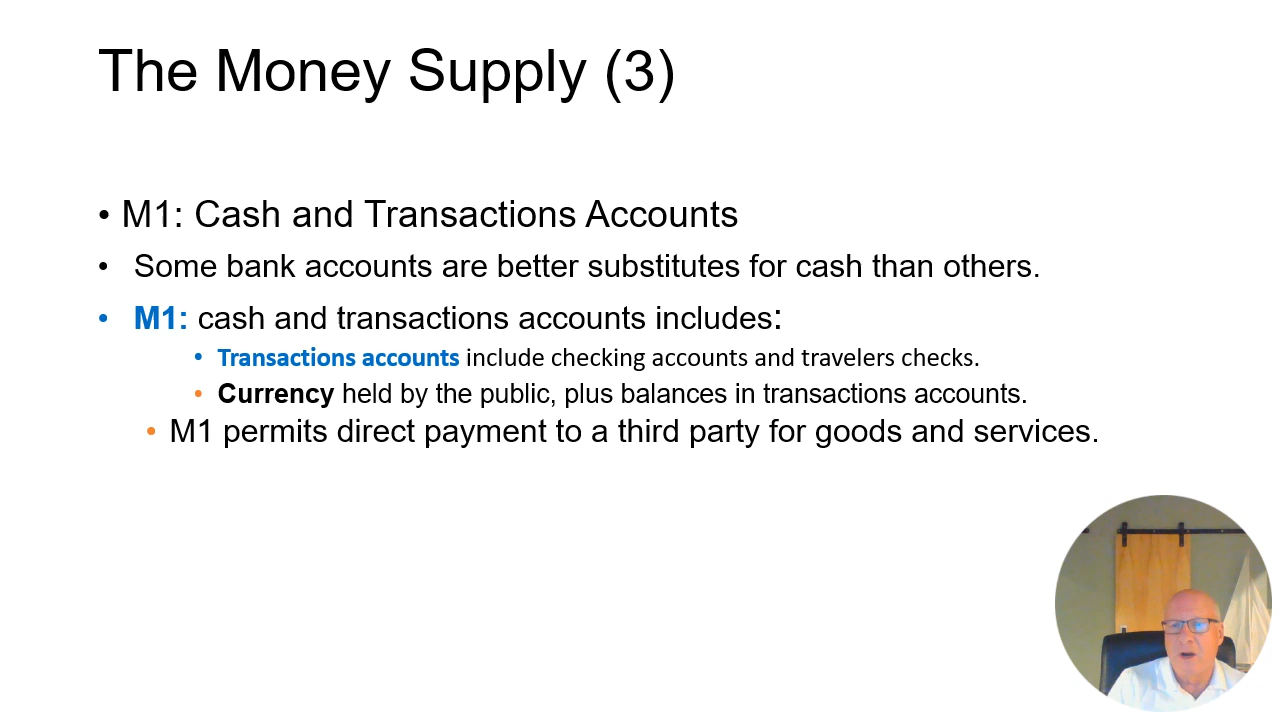 The Money Supply (3)
• M1: Cash and Transactions Accounts
• Some bank accounts are better substitutes for cash than others.
• M1: cash and transactions accounts includes:
• Transactions accounts include checking accounts and travelers checks.
• Currency held by the public, plus balances in transactions accounts.
• M1 permits direct payment to a third party for goods and services.